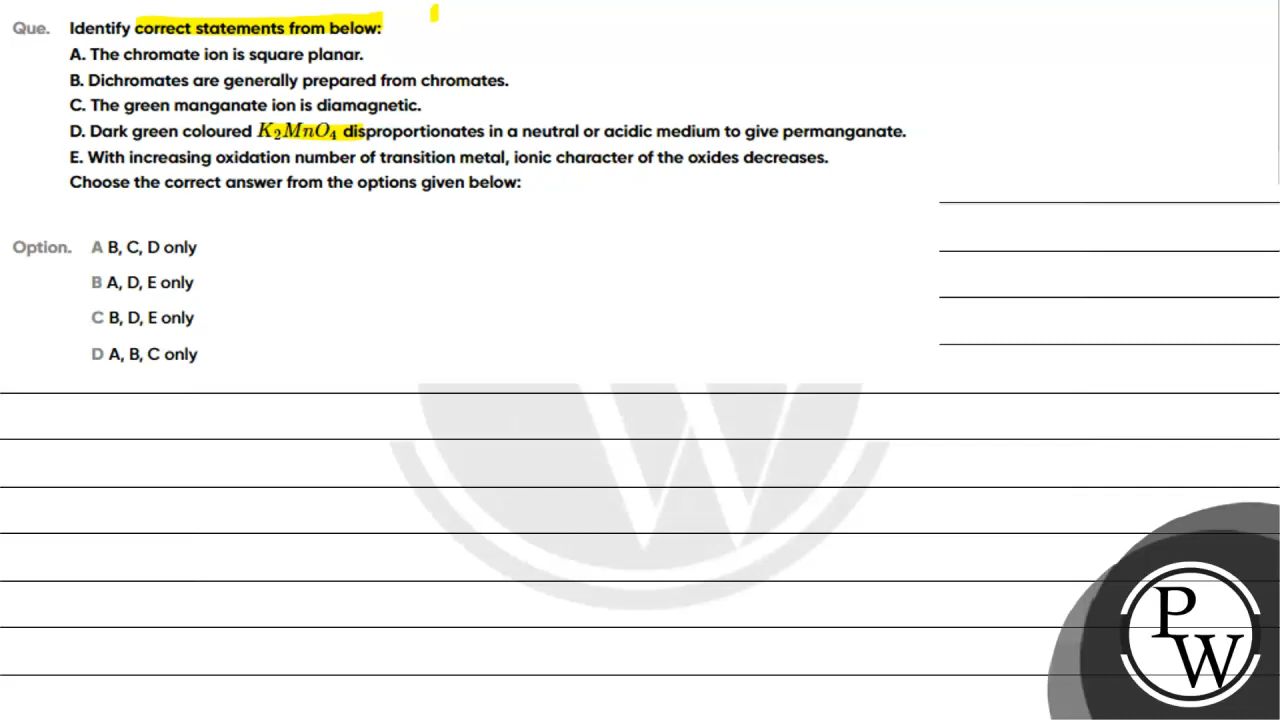 Que. Identify correct statements from below:
A. The chromate ion is square planar.
B. Dichromates are generally prepared from chromates.
C. The green manganate ion is diamagnetic.
D. Dark green coloured K₂MnO₄ disproportionates in a neutral or acidic medium to give permanganate.
E. With increasing oxidation number of transition metal, ionic character of the oxides decreases.
Choose the correct answer from the options given below:
Option. A B, C, D only
B A, D, E only
C B, D, E only
D A, B, C only
W
P
W